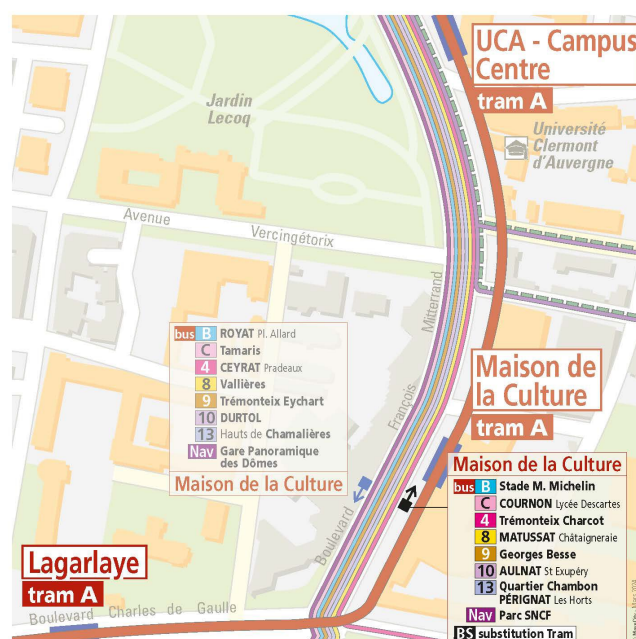 UCA - Campus
Centre
tram A
Jardin
Lecoq
Université
Clermont
d'Auvergne
Avenue Vercingétorix
Mitterrand
François
Boulevard
bus B ROYAT Pl. Allard
C Tamaris
4 CEYRAT Pradeaux
8 Vallières
9 Trémonteix Eychart
10 DURTOL
13 Hauts de Chamalières
Nav Gare Panoramique
des Dômes
Maison de la Culture
Maison de
la Culture
tram A
Maison de la Culture
bus B Stade M. Michelin
C COURNON Lycée Descartes
4 Trémonteix Charcot
8 MATUSSAT Châtaigneraie
9 Georges Besse
10 AULNAT St Exupéry
13 Quartier Chambon
PÉRIGNAT Les Horts
Nav Parc SNCF
BS substitution Tram
Lagarlaye
tram A
Boulevard Charles de Gaulle
Mars 2024